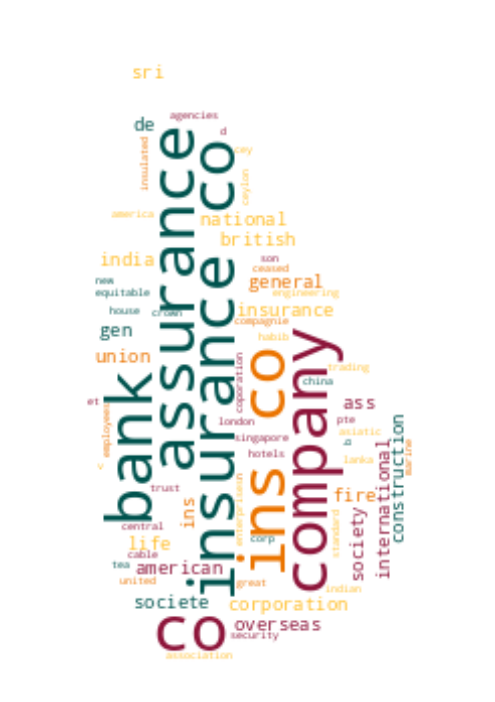 sri
agencies
de
d
assurance
insurance co
cey
insulated
ceylon
america
national
british
india
son
ceased
general
new
equitable
engineering
house
crown
insurance
compagnie
gen
habib
union
ins co
company
coporation
trading
china
bank
et
employees
ass
london
pte
asiatic
singapore
hotels
lanka
construction
international
marine
v
trust
ins
enterprises
fire
central
corp
standard
society
life
cable
tea
american
united
great
indian
societe
corporation
co
overseas
security
association